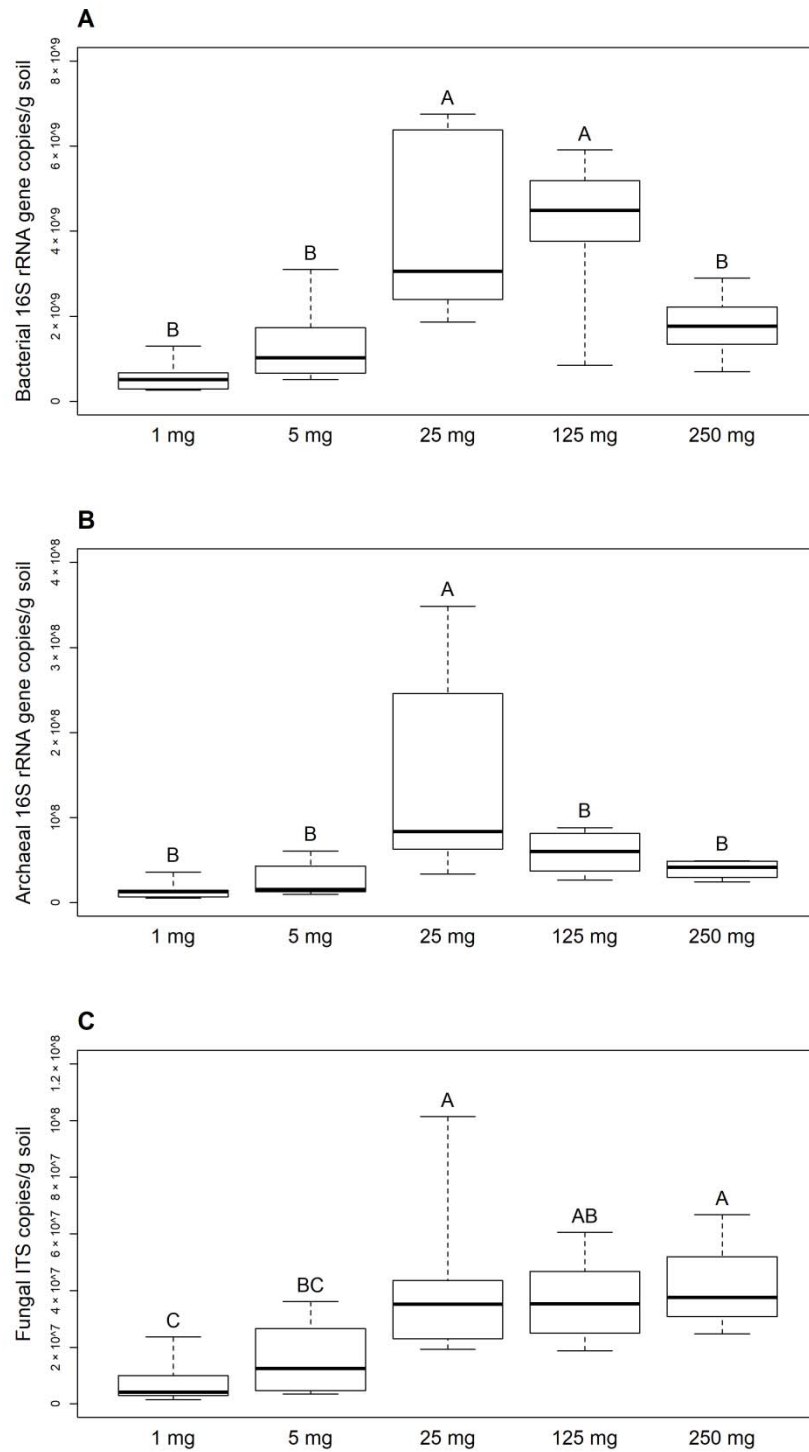 A
Bacterial 16S rRNA gene copies/g soil
8 × 10^9
6 × 10^9
4 × 10^9
2 × 10^9
0
B
B
A
A
B
1 mg
5 mg
25 mg
125 mg
250 mg
B
Archaeal 16S rRNA gene copies/g soil
4 × 10^8
3 × 10^8
2 × 10^8
10^8
0
B
B
A
B
B
1 mg
5 mg
25 mg
125 mg
250 mg
C
Fungal ITS copies/g soil
1.2 × 10^8
10^8
8 × 10^7
6 × 10^7
4 × 10^7
2 × 10^7
0
C
BC
A
AB
A
1 mg
5 mg
25 mg
125 mg
250 mg